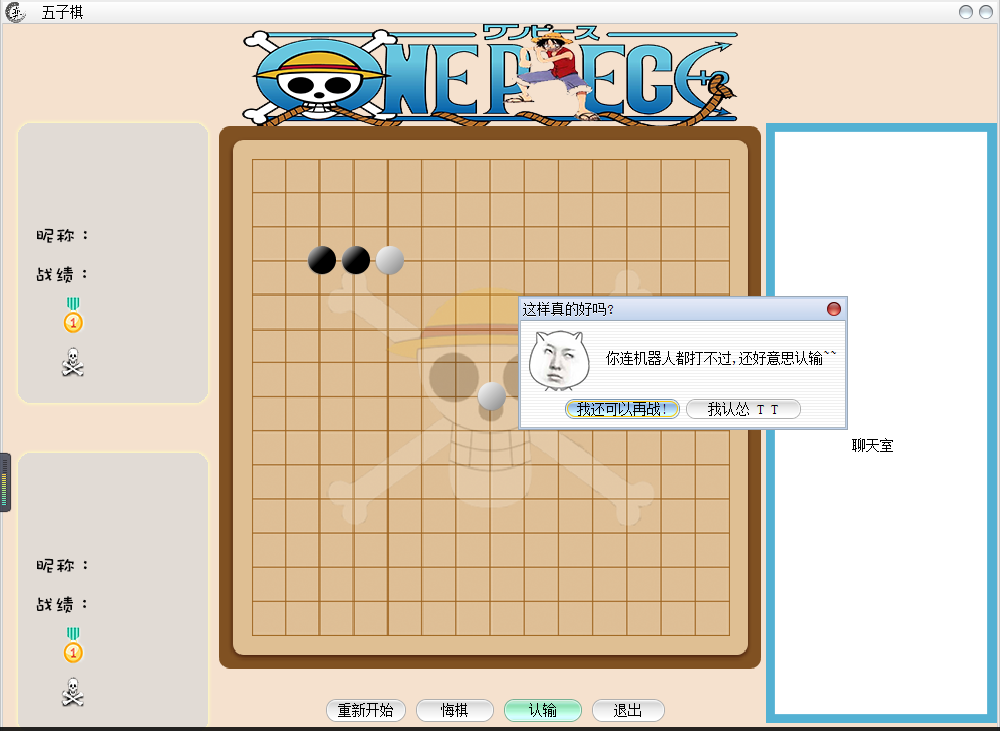 五子棋
ワンピース
ONE PIECE
昵称：
战绩：
1
这样真的好吗?
你连机器人都打不过,还好意思认输~~
我还可以再战!
我认怂 T T
聊天室
昵称：
战绩：
1
重新开始
悔棋
认输
退出